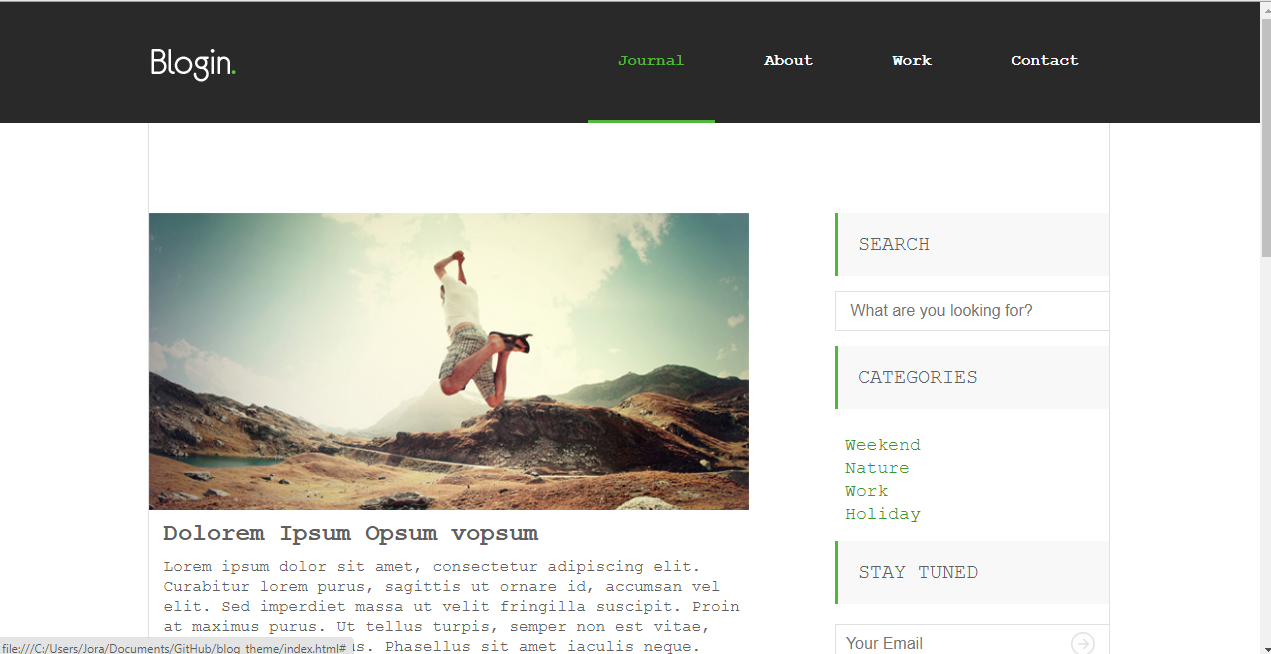 Blogin.
Journal
About
Work
Contact
SEARCH
What are you looking for?
CATEGORIES
Weekend
Nature
Work
Holiday
STAY TUNED
Your Email
Dolorem Ipsum Opsum vopsum
Lorem ipsum dolor sit amet, consectetur adipiscing elit.
Curabitur lorem purus, sagittis ut ornare id, accumsan vel
elit. Sed imperdiet massa ut velit fringilla suscipit. Proin
at maximus purus. Ut tellus turpis, semper non est vitae,
s. Phasellus sit amet iaculis neque.
file:///C:/Users/Jora/Documents/GitHub/blog_theme/index.html#